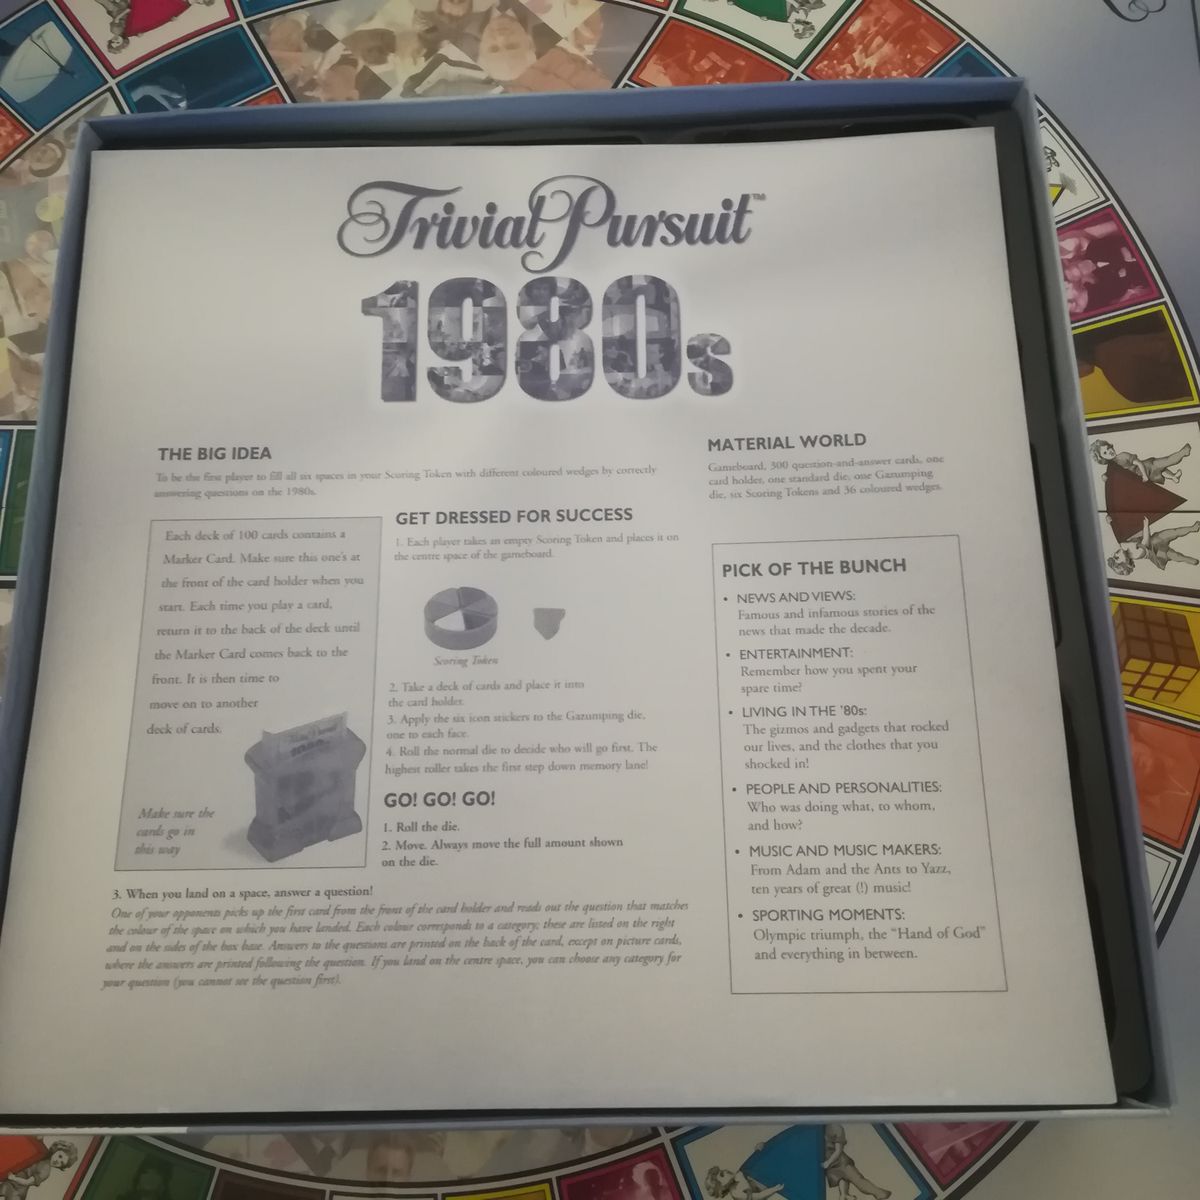 Trivial Pursuit™
1980s
THE BIG IDEA
To be the first player to fill all six spaces in your Scoring Token with different coloured wedges by correctly
answering questions on the 1980s.
MATERIAL WORLD
Gameboard, 300 question-and-answer cards, one
card holder, one standard die, one Gazumping
die, six Scoring Tokens and 36 coloured wedges.
Each deck of 100 cards contains a
Marker Card. Make sure this one's at
the front of the card holder when you
start. Each time you play a card,
return it to the back of the deck until
the Marker Card comes back to the
front. It is then time to
move on to another
deck of cards.
Make sure the
cards go in
this way
GET DRESSED FOR SUCCESS
1. Each player takes an empty Scoring Token and places it on
the centre space of the gameboard.
Scoring Token
2. Take a deck of cards and place it into
the card holder.
3. Apply the six icon stickers to the Gazumping die,
one to each face.
4. Roll the normal die to decide who will go first. The
highest roller takes the first step down memory lane!
GO! GO! GO!
1. Roll the die.
2. Move. Always move the full amount shown
on the die.
3. When you land on a space, answer a question!
One of your opponents picks up the first card from the front of the card holder and reads out the question that matches
the colour of the space on which you have landed. Each colour corresponds to a category; these are listed on the right
and on the sides of the box base. Answers to the questions are printed on the back of the card, except on picture cards,
where the answers are printed following the question. If you land on the centre space, you can choose any category for
your question (you cannot see the question first).
PICK OF THE BUNCH
• NEWS AND VIEWS:
Famous and infamous stories of the
news that made the decade.
• ENTERTAINMENT:
Remember how you spent your
spare time?
• LIVING IN THE '80s:
The gizmos and gadgets that rocked
our lives, and the clothes that you
shocked in!
• PEOPLE AND PERSONALITIES:
Who was doing what, to whom,
and how?
• MUSIC AND MUSIC MAKERS:
From Adam and the Ants to Yazz,
ten years of great (!) music!
• SPORTING MOMENTS:
Olympic triumph, the "Hand of God"
and everything in between.